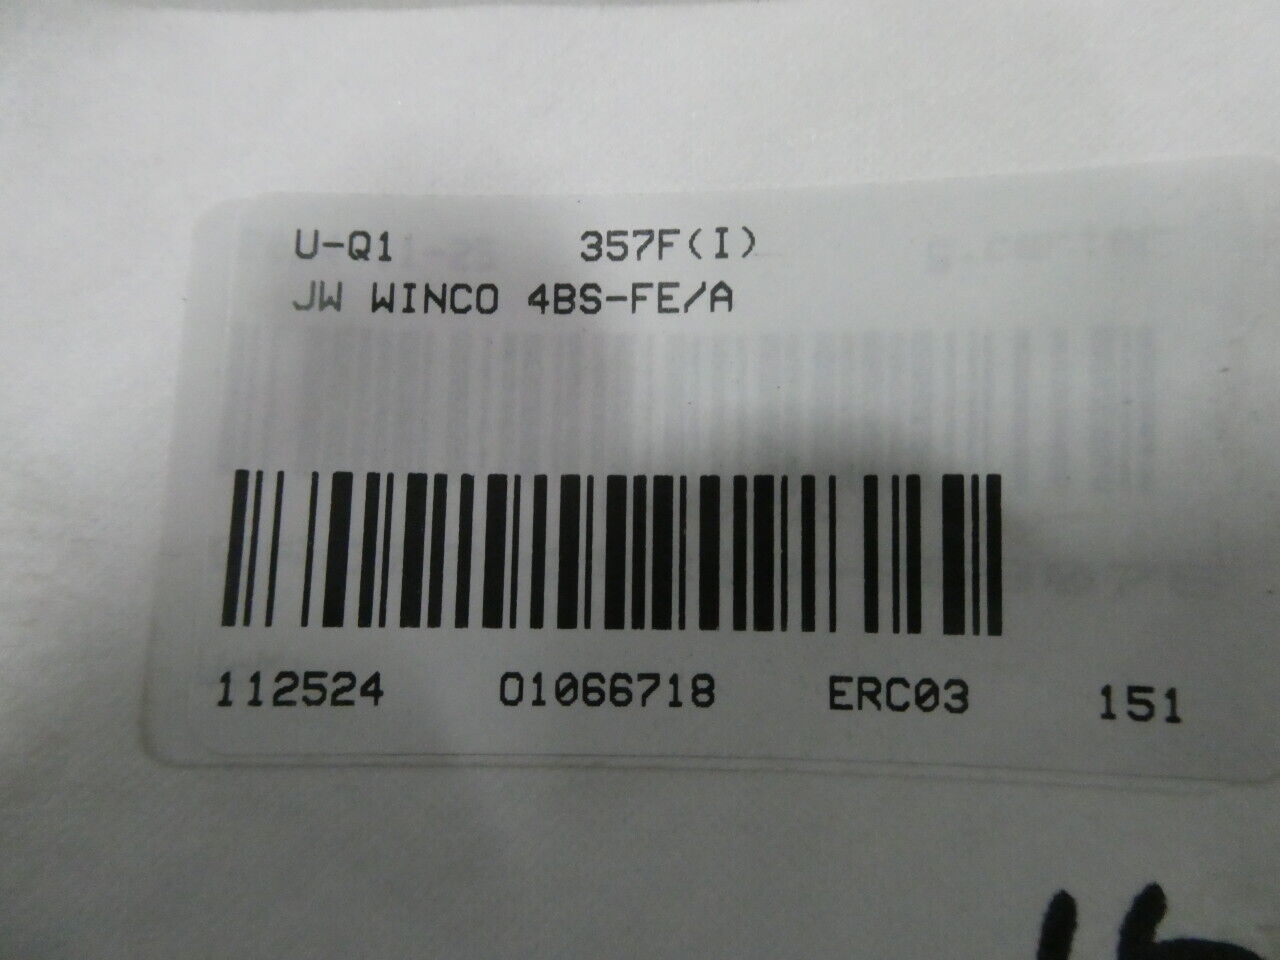 U-Q1 357F(I)
JW WINCO 4BS-FE/A
112524 01066718 ERC03 151